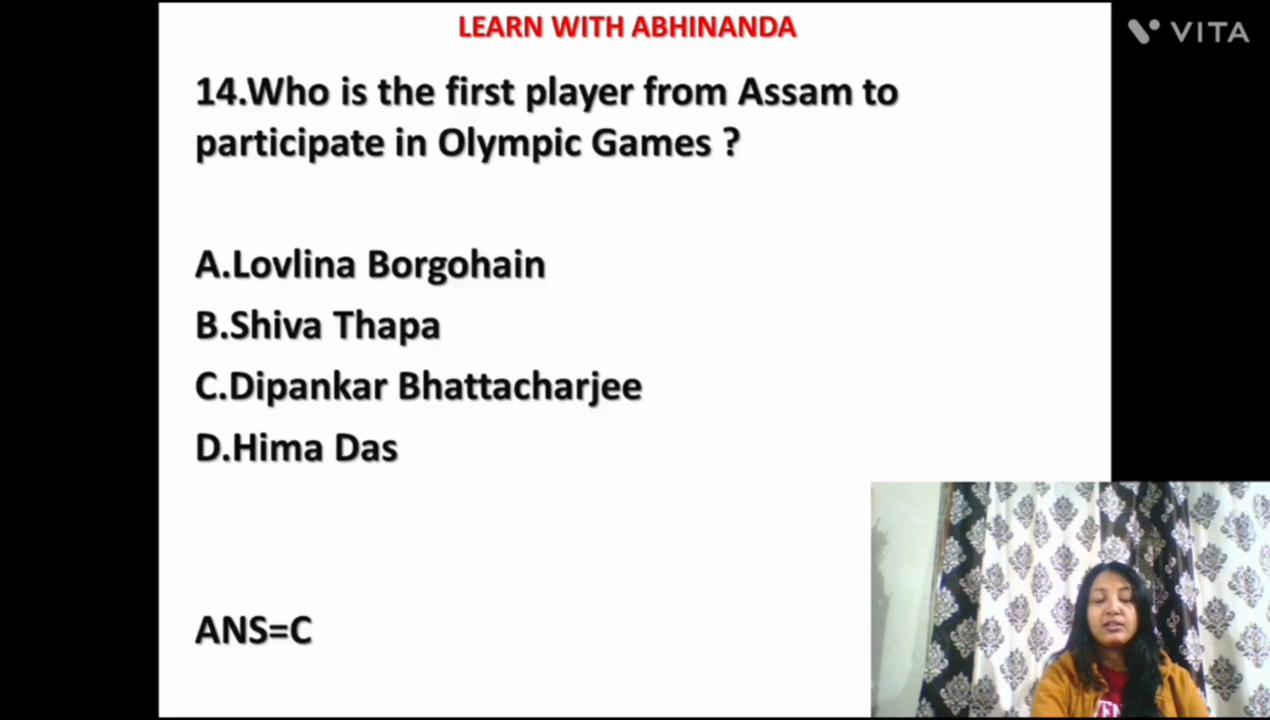 LEARN WITH ABHINANDA
VITA
14.Who is the first player from Assam to
participate in Olympic Games ?
A.Lovlina Borgohain
B.Shiva Thapa
C.Dipankar Bhattacharjee
D.Hima Das
ANS=C